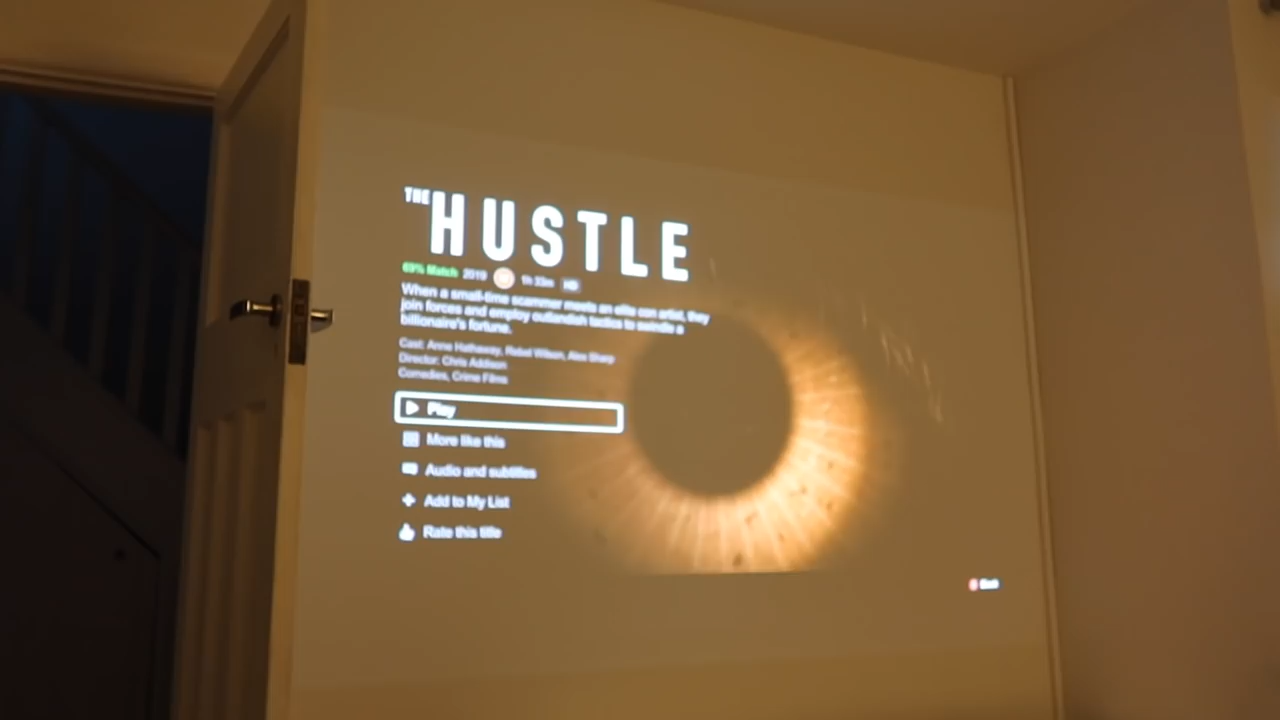 THE
HUSTLE
69% Match 2019 1h 33m HD
When a small-time scammer meets an elite con artist, they
join forces and employ outlandish tactics to swindle a
billionaire's fortune.
Cast: Anne Hathaway, Rebel Wilson, Alex Sharp
Director: Chris Addison
Comedies, Crime Films
Play
More like this
Audio and subtitles
Add to My List
Rate this title
Back